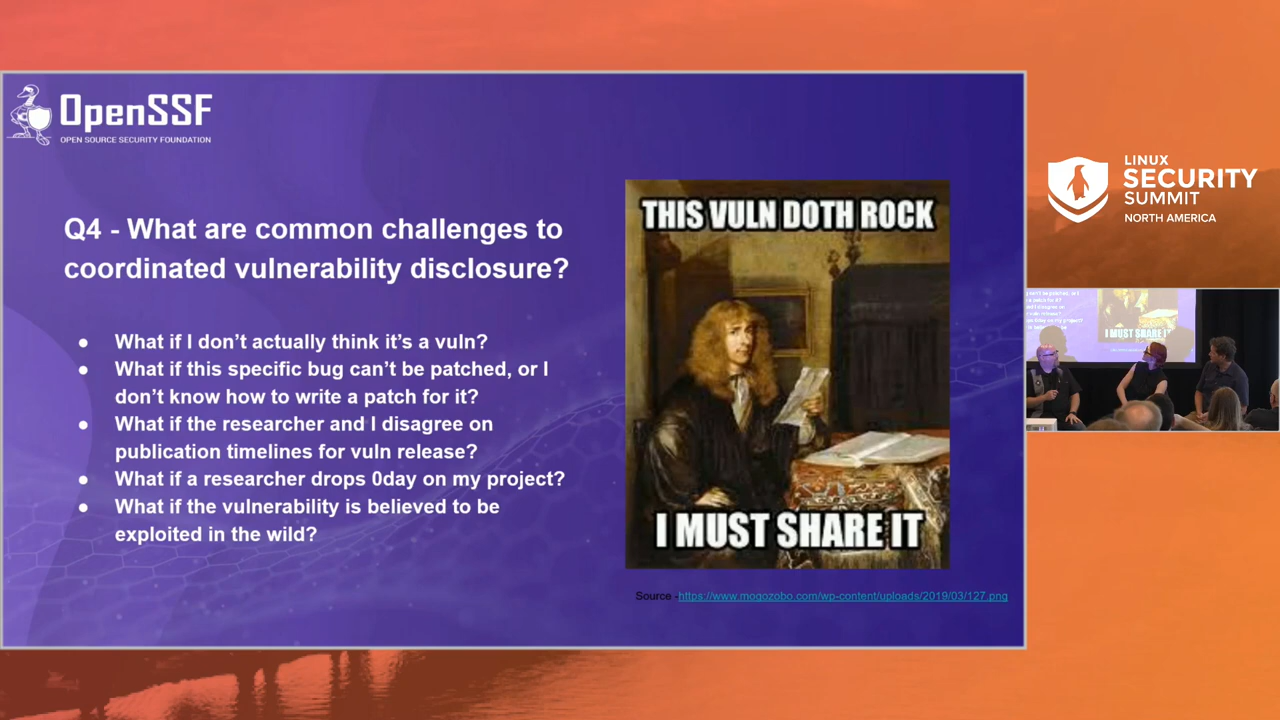 OpenSSF
OPEN SOURCE SECURITY FOUNDATION
Q4 - What are common challenges to
coordinated vulnerability disclosure?
● What if I don’t actually think it’s a vuln?
● What if this specific bug can’t be patched, or I
don’t know how to write a patch for it?
● What if the researcher and I disagree on
publication timelines for vuln release?
● What if a researcher drops 0day on my project?
● What if the vulnerability is believed to be
exploited in the wild?
THIS VULN DOTH ROCK
I MUST SHARE IT
Source -https://www.mogozobo.com/wp-content/uploads/2019/03/127.png
LINUX
SECURITY
SUMMIT
NORTH AMERICA
I MUST SHARE IT